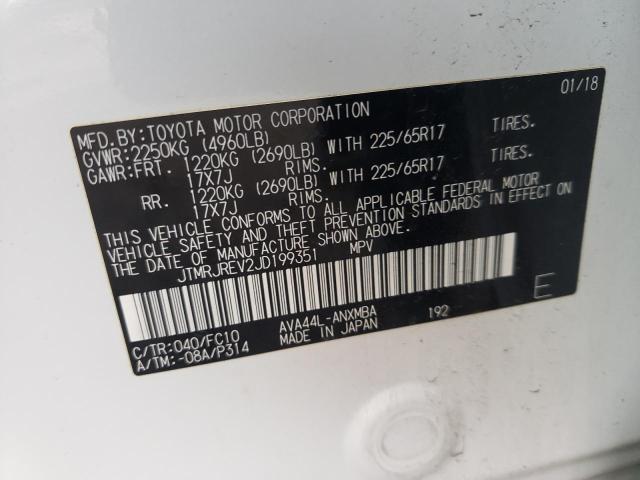 01/18
MFD.BY:TOYOTA MOTOR CORPORATION
GVWR:2250KG (4960LB)
GAWR:FRT. 1220KG (2690LB) WITH 225/65R17 TIRES.
17X7J RIMS.
RR. 1220KG (2690LB) WITH 225/65R17 TIRES.
17X7J RIMS.
THIS VEHICLE CONFORMS TO ALL APPLICABLE FEDERAL MOTOR
VEHICLE SAFETY AND THEFT PREVENTION STANDARDS IN EFFECT ON
THE DATE OF MANUFACTURE SHOWN ABOVE.
JTMRJREV2JD199351 MPV
C/TR:040/FC10 AVA44L-ANXMBA 192 E
A/TM:-08A/P314 MADE IN JAPAN